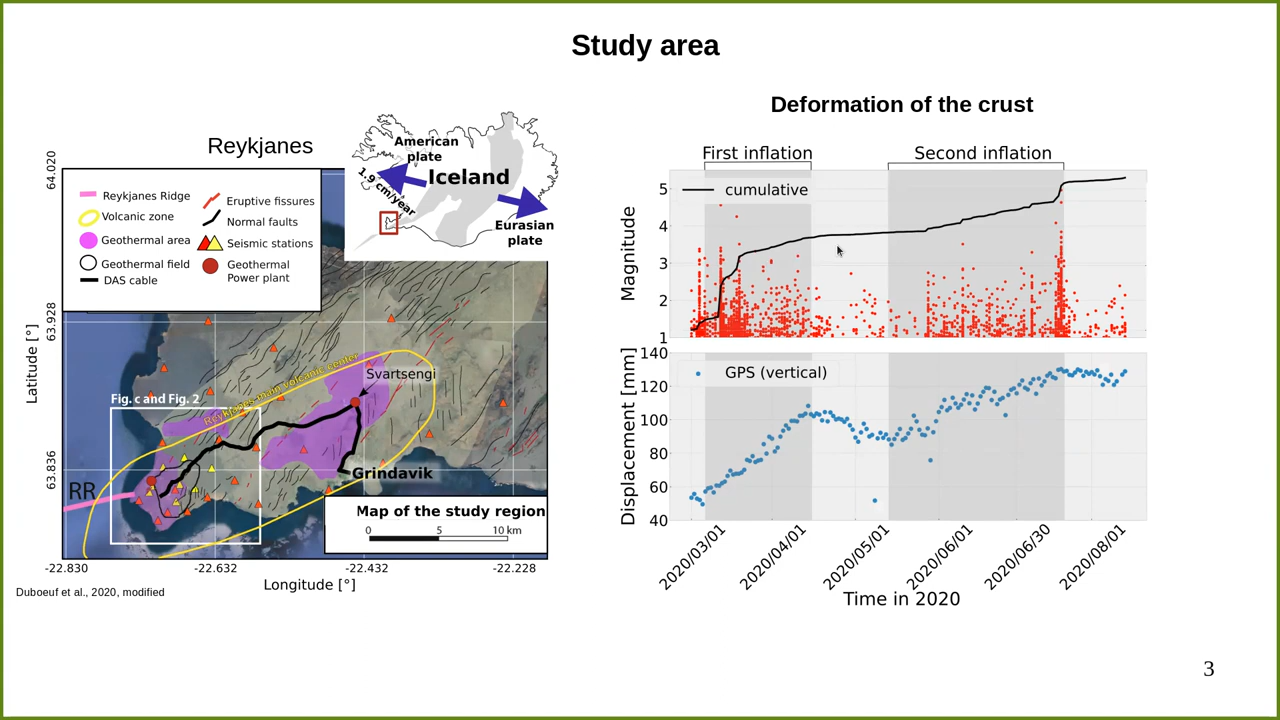 Study area
Reykjanes
American
plate
1.9 cm/year
Iceland
Eurasian
plate
Reykjanes Ridge
Volcanic zone
Geothermal area
Geothermal field
DAS cable
Eruptive fissures
Normal faults
Seismic stations
Geothermal
Power plant
64.020
63.928
63.836
Latitude [°]
Reykjanes main volcanic center
Svartsengi
Fig. c and Fig. 2
Grindavik
RR
Map of the study region
0 5 10 km
-22.830 -22.632 -22.432 -22.228
Longitude [°]
Duboeuf et al., 2020, modified
Deformation of the crust
First inflation
Second inflation
cumulative
Magnitude
5
4
3
2
1
GPS (vertical)
Displacement [mm]
140
120
100
80
60
40
2020/03/01 2020/04/01 2020/05/01 2020/06/01 2020/06/30 2020/08/01
Time in 2020
3